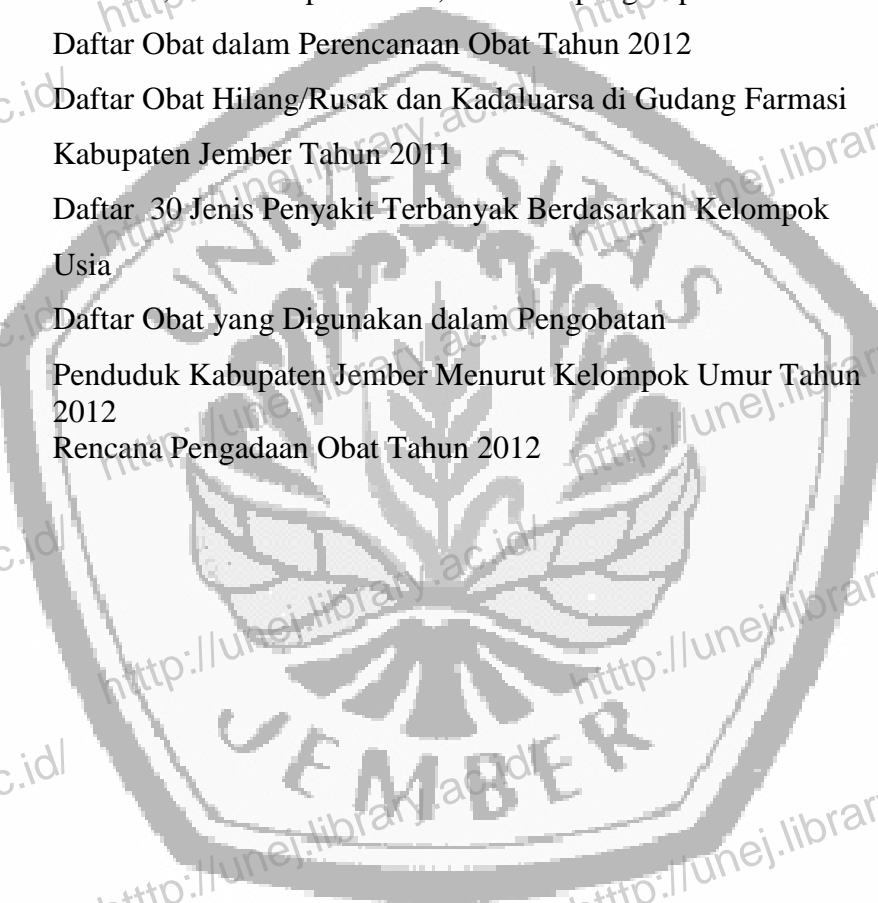 Daftar Obat dalam Perencanaan Obat Tahun 2012
Daftar Obat Hilang/Rusak dan Kadaluarsa di Gudang Farmasi
Kabupaten Jember Tahun 2011
Daftar  30 Jenis Penyakit Terbanyak Berdasarkan Kelompok
Usia
Daftar Obat yang Digunakan dalam Pengobatan
Penduduk Kabupaten Jember Menurut Kelompok Umur Tahun
2012
Rencana Pengadaan Obat Tahun 2012
UNIVERSITAS
JEMBER